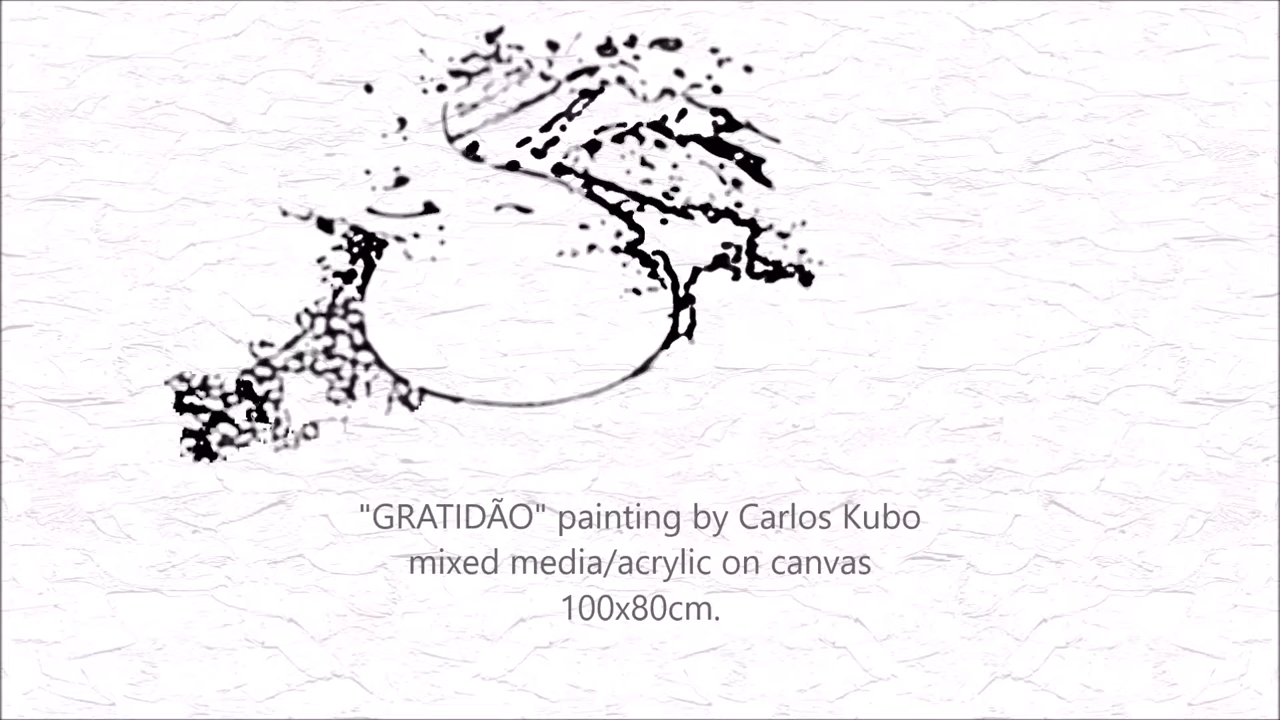 "GRATIDÃO" painting by Carlos Kubo
mixed media/acrylic on canvas
100x80cm.